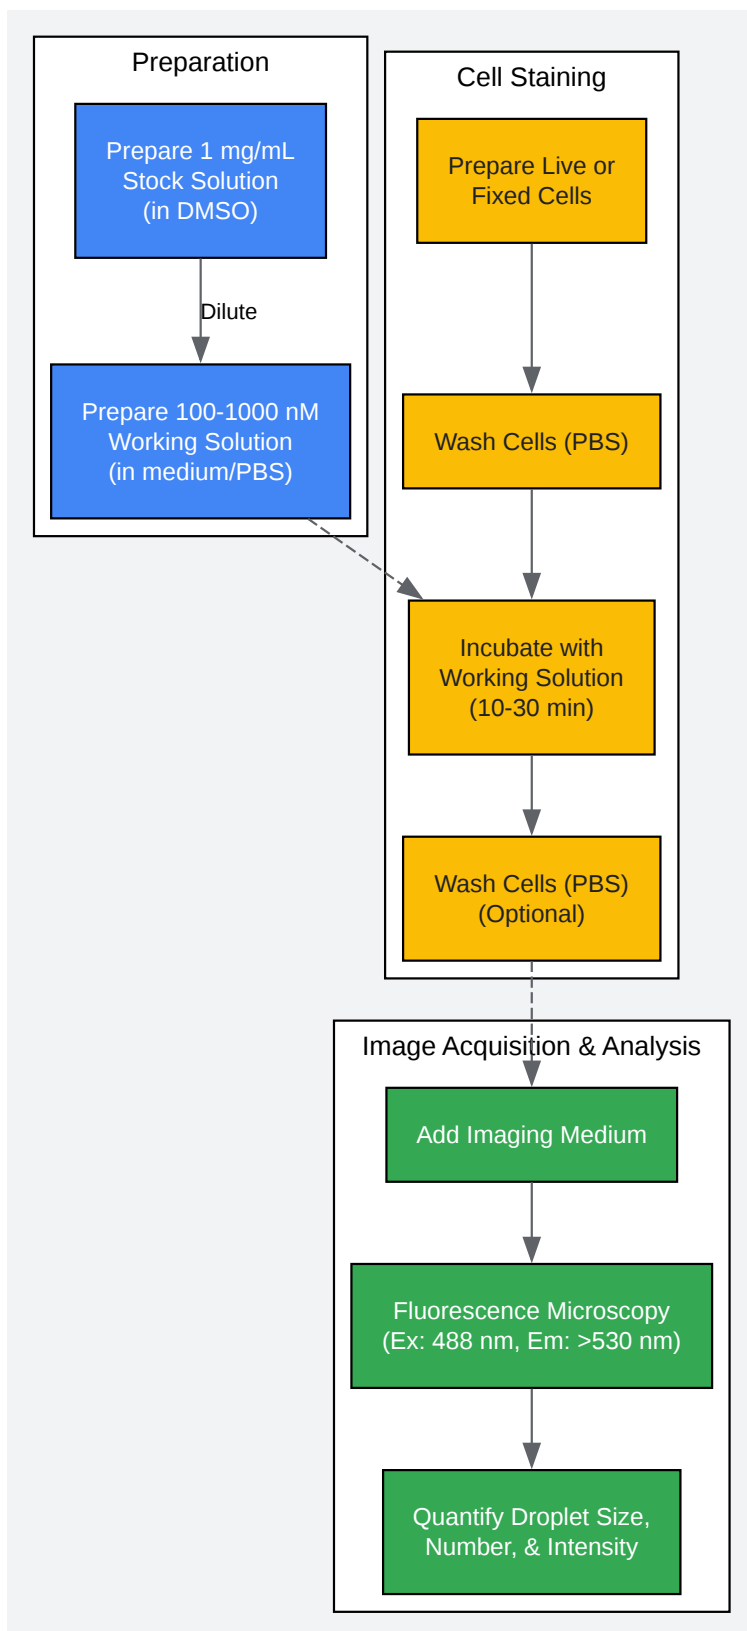 Preparation
Prepare 1 mg/mL
Stock Solution
(in DMSO)
Dilute
Prepare 100-1000 nM
Working Solution
(in medium/PBS)
Cell Staining
Prepare Live or
Fixed Cells
Wash Cells (PBS)
Incubate with
Working Solution
(10-30 min)
Wash Cells (PBS)
(Optional)
Image Acquisition & Analysis
Add Imaging Medium
Fluorescence Microscopy
(Ex: 488 nm, Em: >530 nm)
Quantify Droplet Size,
Number, & Intensity